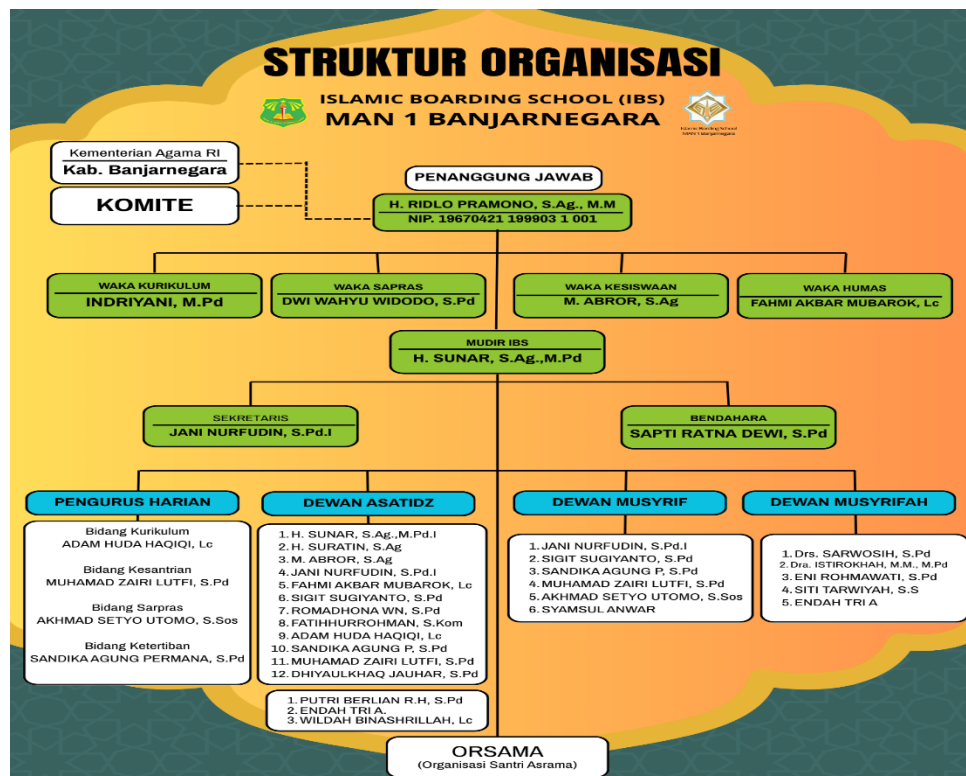 STRUKTUR ORGANISASI
ISLAMIC BOARDING SCHOOL (IBS)
MAN 1 BANJARNEGARA
Islamic Boarding School
MAN 1 Banjarnegara
Kementerian Agama RI
Kab. Banjarnegara
KOMITE
PENANGGUNG JAWAB
H. RIDLO PRAMONO, S.Ag., M.M
NIP. 19670421 199903 1 001
WAKA KURIKULUM
INDRIYANI, M.Pd
WAKA SAPRAS
DWI WAHYU WIDODO, S.Pd
WAKA KESISWAAN
M. ABROR, S.Ag
WAKA HUMAS
FAHMI AKBAR MUBAROK, Lc
MUDIR IBS
H. SUNAR, S.Ag.,M.Pd
SEKRETARIS
JANI NURFUDIN, S.Pd.I
BENDAHARA
SAPTI RATNA DEWI, S.Pd
PENGURUS HARIAN
Bidang Kurikulum
ADAM HUDA HAQIQI, Lc
Bidang Kesantrian
MUHAMAD ZAIRI LUTFI, S.Pd
Bidang Sarpras
AKHMAD SETYO UTOMO, S.Sos
Bidang Ketertiban
SANDIKA AGUNG PERMANA, S.Pd
DEWAN ASATIDZ
1. H. SUNAR, S.Ag.,M.Pd.I
2. H. SURATIN, S.Ag
3. M. ABROR, S.Ag
4. JANI NURFUDIN, S.Pd.I
5. FAHMI AKBAR MUBAROK, Lc
6. SIGIT SUGIYANTO, S.Pd
7. ROMADHONA WN, S.Pd
8. FATIHHURROHMAN, S.Kom
9. ADAM HUDA HAQIQI, Lc
10. SANDIKA AGUNG P, S.Pd
11. MUHAMAD ZAIRI LUTFI, S.Pd
12. DHIYAULKHAQ JAUHAR, S.Pd
1. PUTRI BERLIAN R.H, S.Pd
2. ENDAH TRI A.
3. WILDAH BINASHRILLAH, Lc
DEWAN MUSYRIF
1. JANI NURFUDIN, S.Pd.I
2. SIGIT SUGIYANTO, S.Pd
3. SANDIKA AGUNG P, S.Pd
4. MUHAMAD ZAIRI LUTFI, S.Pd
5. AKHMAD SETYO UTOMO, S.Sos
6. SYAMSUL ANWAR
DEWAN MUSYRIFAH
1. Drs. SARWOSIH, S.Pd
2. Dra. ISTIROKHAH, M.M., M.Pd
3. ENI ROHMAWATI, S.Pd
4. SITI TARWIYAH, S.S
5. ENDAH TRI A
ORSAMA
(Organisasi Santri Asrama)